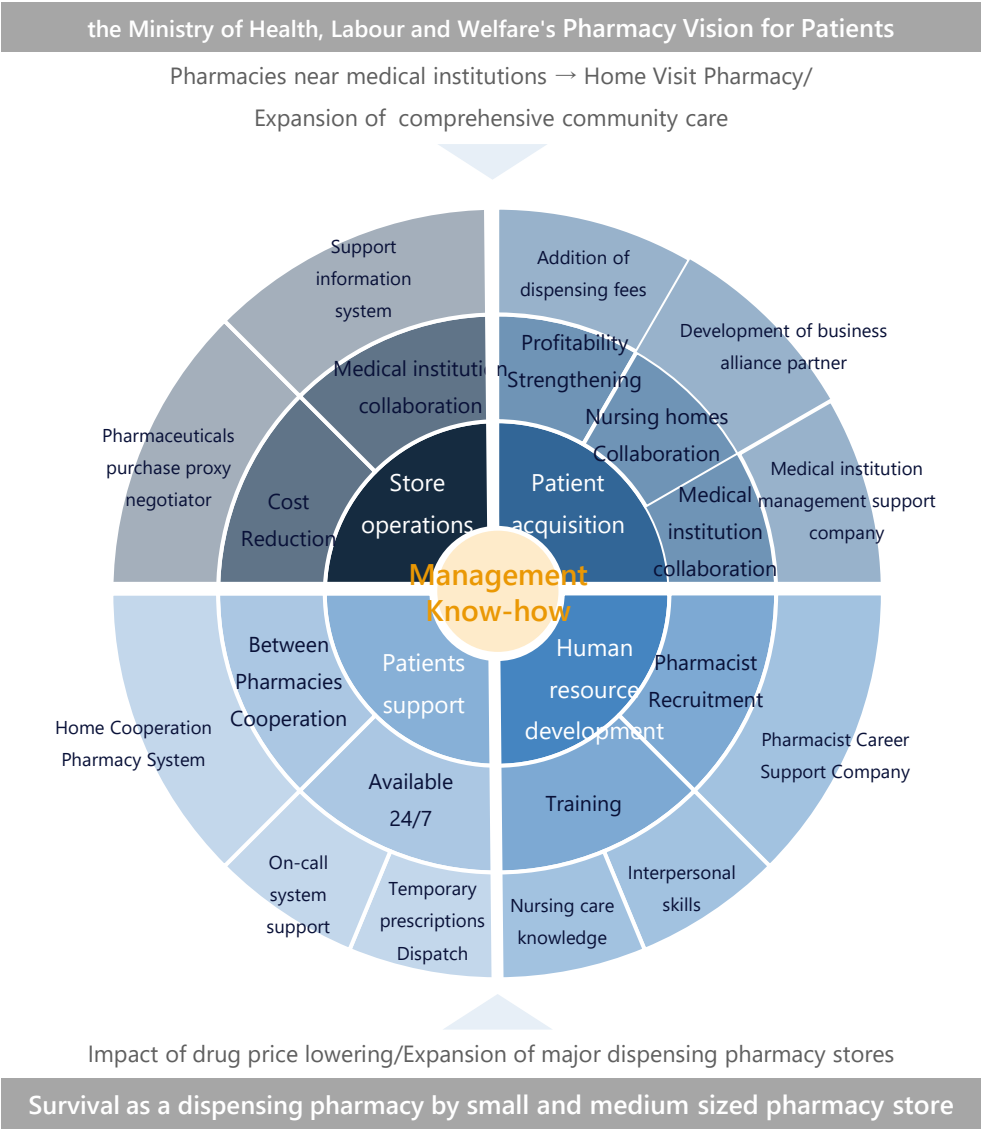 the Ministry of Health, Labour and Welfare's Pharmacy Vision for Patients
Pharmacies near medical institutions → Home Visit Pharmacy/
Expansion of comprehensive community care
Support
information
system
Addition of
dispensing fees
Development of business
alliance partner
Medical institution
management support
company
Pharmaceuticals
purchase proxy
negotiator
Medical institution
collaboration
Cost
Reduction
Profitability
Strengthening
Nursing homes
Collaboration
Medical
institution
collaboration
Store
operations
Patient
acquisition
Management
Know-how
Patients
support
Human
resource
development
Between
Pharmacies
Cooperation
Available
24/7
Pharmacist
Recruitment
Training
Home Cooperation
Pharmacy System
On-call
system
support
Temporary
prescriptions
Dispatch
Nursing care
knowledge
Interpersonal
skills
Pharmacist Career
Support Company
Impact of drug price lowering/Expansion of major dispensing pharmacy stores
Survival as a dispensing pharmacy by small and medium sized pharmacy store